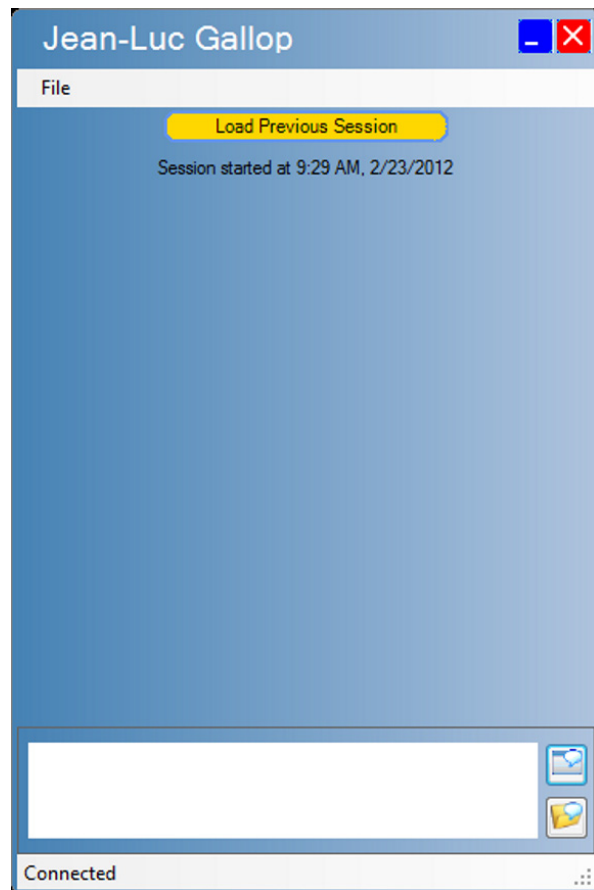 Jean-Luc Gallop
File
Load Previous Session
Session started at 9:29 AM, 2/23/2012
Connected